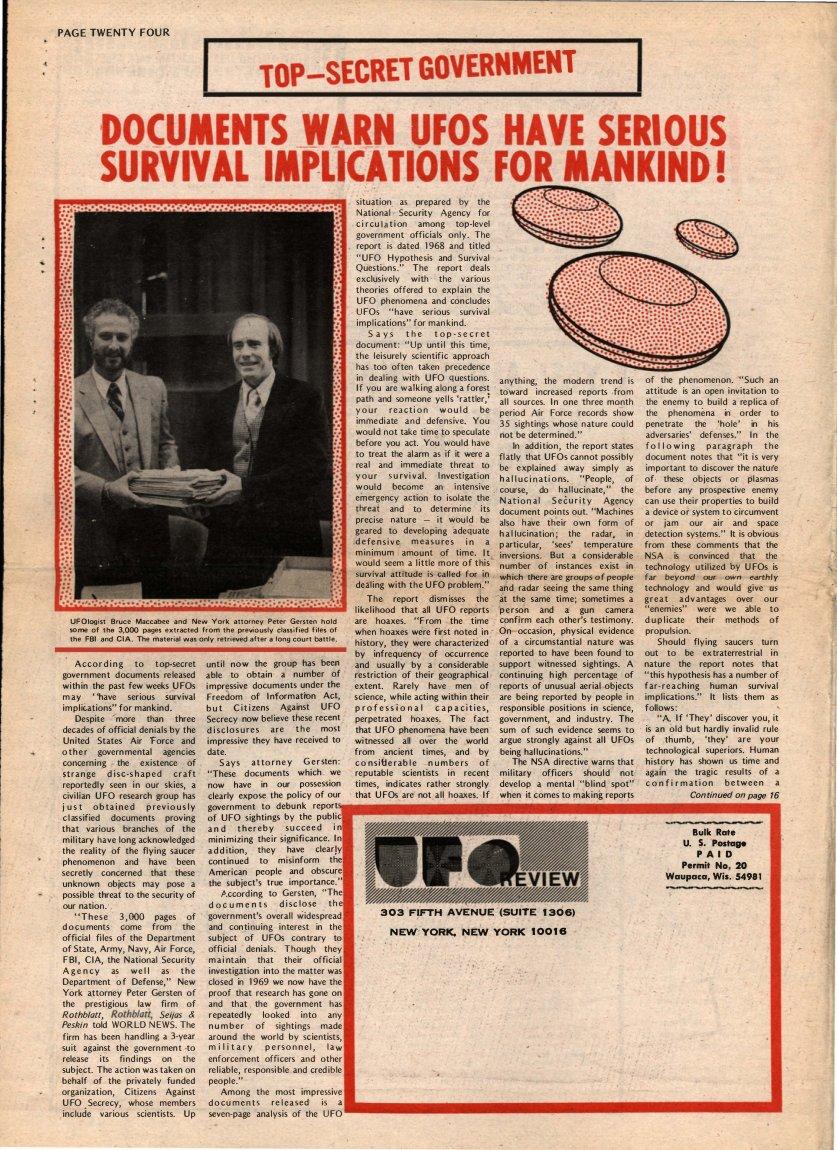 PAGE TWENTY FOUR
TOP-SECRET GOVERNMENT
DOCUMENTS WARN UFOS HAVE SERIOUS
SURVIVAL IMPLICATIONS FOR MANKIND!
UFOlogist Bruce Maccabee and New York attorney Peter Gersten hold
some of the 3,000 pages extracted from the previously classified files of
the FBI and CIA. The material was only retrieved after a long court battle.
According to top-secret
government documents released
within the past few weeks UFOs
may "have serious survival
implications" for mankind.
Despite more than three
decades of official denials by the
United States Air Force and
other governmental agencies
concerning the existence of
strange disc-shaped craft
reportedly seen in our skies, a
civilian UFO research group has
just obtained previously
classified documents proving
that various branches of the
military have long acknowledged
the reality of the flying saucer
phenomenon and have been
secretly concerned that these
unknown objects may pose a
possible threat to the security of
our nation.
"These 3,000 pages of
documents come from the
official files of the Department
of State, Army, Navy, Air Force,
FBI, CIA, the National Security
Agency as well as the
Department of Defense," New
York attorney Peter Gersten of
the prestigious law firm of
Rothblatt, Rothblatt, Seijas &
Peskin told WORLD NEWS. The
firm has been handling a 3-year
suit against the government to
release its findings on the
subject. The action was taken on
behalf of the privately funded
organization, Citizens Against
UFO Secrecy, whose members
include various scientists. Up
until now the group has been
able to obtain a number of
impressive documents under the
Freedom of Information Act,
but Citizens Against UFO
Secrecy now believe these recent
disclosures are the most
impressive they have received to
date.
Says attorney Gersten:
"These documents which we
now have in our possession
clearly expose the policy of our
government to debunk reports
of UFO sightings by the public
and thereby succeed in
minimizing their significance. In
addition, they have clearly
continued to misinform the
American people and obscure
the subject's true importance."
According to Gersten, "The
documents disclose the
government's overall widespread
and continuing interest in the
subject of UFOs contrary to
official denials. Though they
maintain that their official
investigation into the matter was
closed in 1969 we now have the
proof that research has gone on
and that the government has
repeatedly looked into any
number of sightings made
around the world by scientists,
military personnel, law
enforcement officers and other
reliable, responsible and credible
people."
Among the most impressive
documents released is a
seven-page analysis of the UFO
situation as prepared by the
National Security Agency for
circulation among top-level
government officials only. The
report is dated 1968 and titled
"UFO Hypothesis and Survival
Questions." The report deals
exclusively with the various
theories offered to explain the
UFO phenomena and concludes
UFOs "have serious survival
implications" for mankind.
Says the top-secret
document: "Up until this time,
the leisurely scientific approach
has too often taken precedence
in dealing with UFO questions.
If you are walking along a forest
path and someone yells 'rattler,'
your reaction would be
immediate and defensive. You
would not take time to speculate
before you act. You would have
to treat the alarm as if it were a
real and immediate threat to
your survival. Investigation
would become an intensive
emergency action to isolate the
threat and to determine its
precise nature — it would be
geared to developing adequate
defensive measures in a
minimum amount of time. It
would seem a little more of this
survival attitude is called for in
dealing with the UFO problem."
The report dismisses the
likelihood that all UFO reports
are hoaxes. "From the time
when hoaxes were first noted in
history, they were characterized
by infrequency of occurrence
and usually by a considerable
restriction of their geographical
extent. Rarely have men of
science, while acting within their
professional capacities,
perpetrated hoaxes. The fact
that UFO phenomena have been
witnessed all over the world
from ancient times, and by
considerable numbers of
reputable scientists in recent
times, indicates rather strongly
that UFOs are not all hoaxes. If
anything, the modern trend is
toward increased reports from
all sources. In one three month
period Air Force records show
35 sightings whose nature could
not be determined."
In addition, the report states
flatly that UFOs cannot possibly
be explained away simply as
hallucinations. "People, of
course, do hallucinate," the
National Security Agency
document points out. "Machines
also have their own form of
hallucination; the radar, in
particular, 'sees' temperature
inversions. But a considerable
number of instances exist in
which there are groups of people
and radar seeing the same thing
at the same time; sometimes a
person and a gun camera
confirm each other's testimony.
On-occasion, physical evidence
of a circumstantial nature was
reported to have been found to
support witnessed sightings. A
continuing high percentage of
reports of unusual aerial objects
are being reported by people in
responsible positions in science,
government, and industry. The
sum of such evidence seems to
argue strongly against all UFOs
being hallucinations."
The NSA directive warns that
military officers should not
develop a mental "blind spot"
when it comes to making reports
of the phenomenon. "Such an
attitude is an open invitation to
the enemy to build a replica of
the phenomena in order to
penetrate the 'hole' in his
adversaries' defenses." In the
following paragraph the
document notes that "it is very
important to discover the nature
of these objects or plasmas
before any prospective enemy
can use their properties to build
a device or system to circumvent
or jam our air and space
detection systems." It is obvious
from these comments that the
NSA is convinced that the
technology utilized by UFOs is
far beyond our own earthly
technology and would give us
great advantages over our
"enemies" were we able to
duplicate their methods of
propulsion.
Should flying saucers turn
out to be extraterrestrial in
nature the report notes that
"this hypothesis has a number of
far-reaching human survival
implications." It lists them as
follows:
"A. If 'They' discover you, it
is an old but hardly invalid rule
of thumb, 'they' are your
technological superiors. Human
history has shown us time and
again the tragic results of a
confirmation between a
Continued on page 16
UFO REVIEW
303 FIFTH AVENUE (SUITE 1306)
NEW YORK, NEW YORK 10016
Bulk Rate
U. S. Postage
PAID
Permit No, 20
Waupaca, Wis. 54981